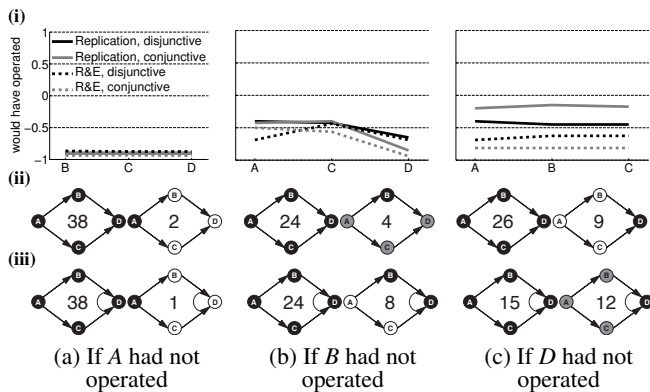 (i)
would have operated
1
0.5
0
−0.5
−1
Replication, disjunctive
Replication, conjunctive
R&E, disjunctive
R&E, conjunctive
B C D
A C D
A B C
(ii)
A B C D 38
A B C D 2
A B C D 24
A B C D 4
A B C D 26
A B C D 9
(iii)
A B C D 38
A B C D 1
A B C D 24
A B C D 8
A B C D 15
A B C D 12
(a) If A had not
operated
(b) If B had not
operated
(c) If D had not
operated